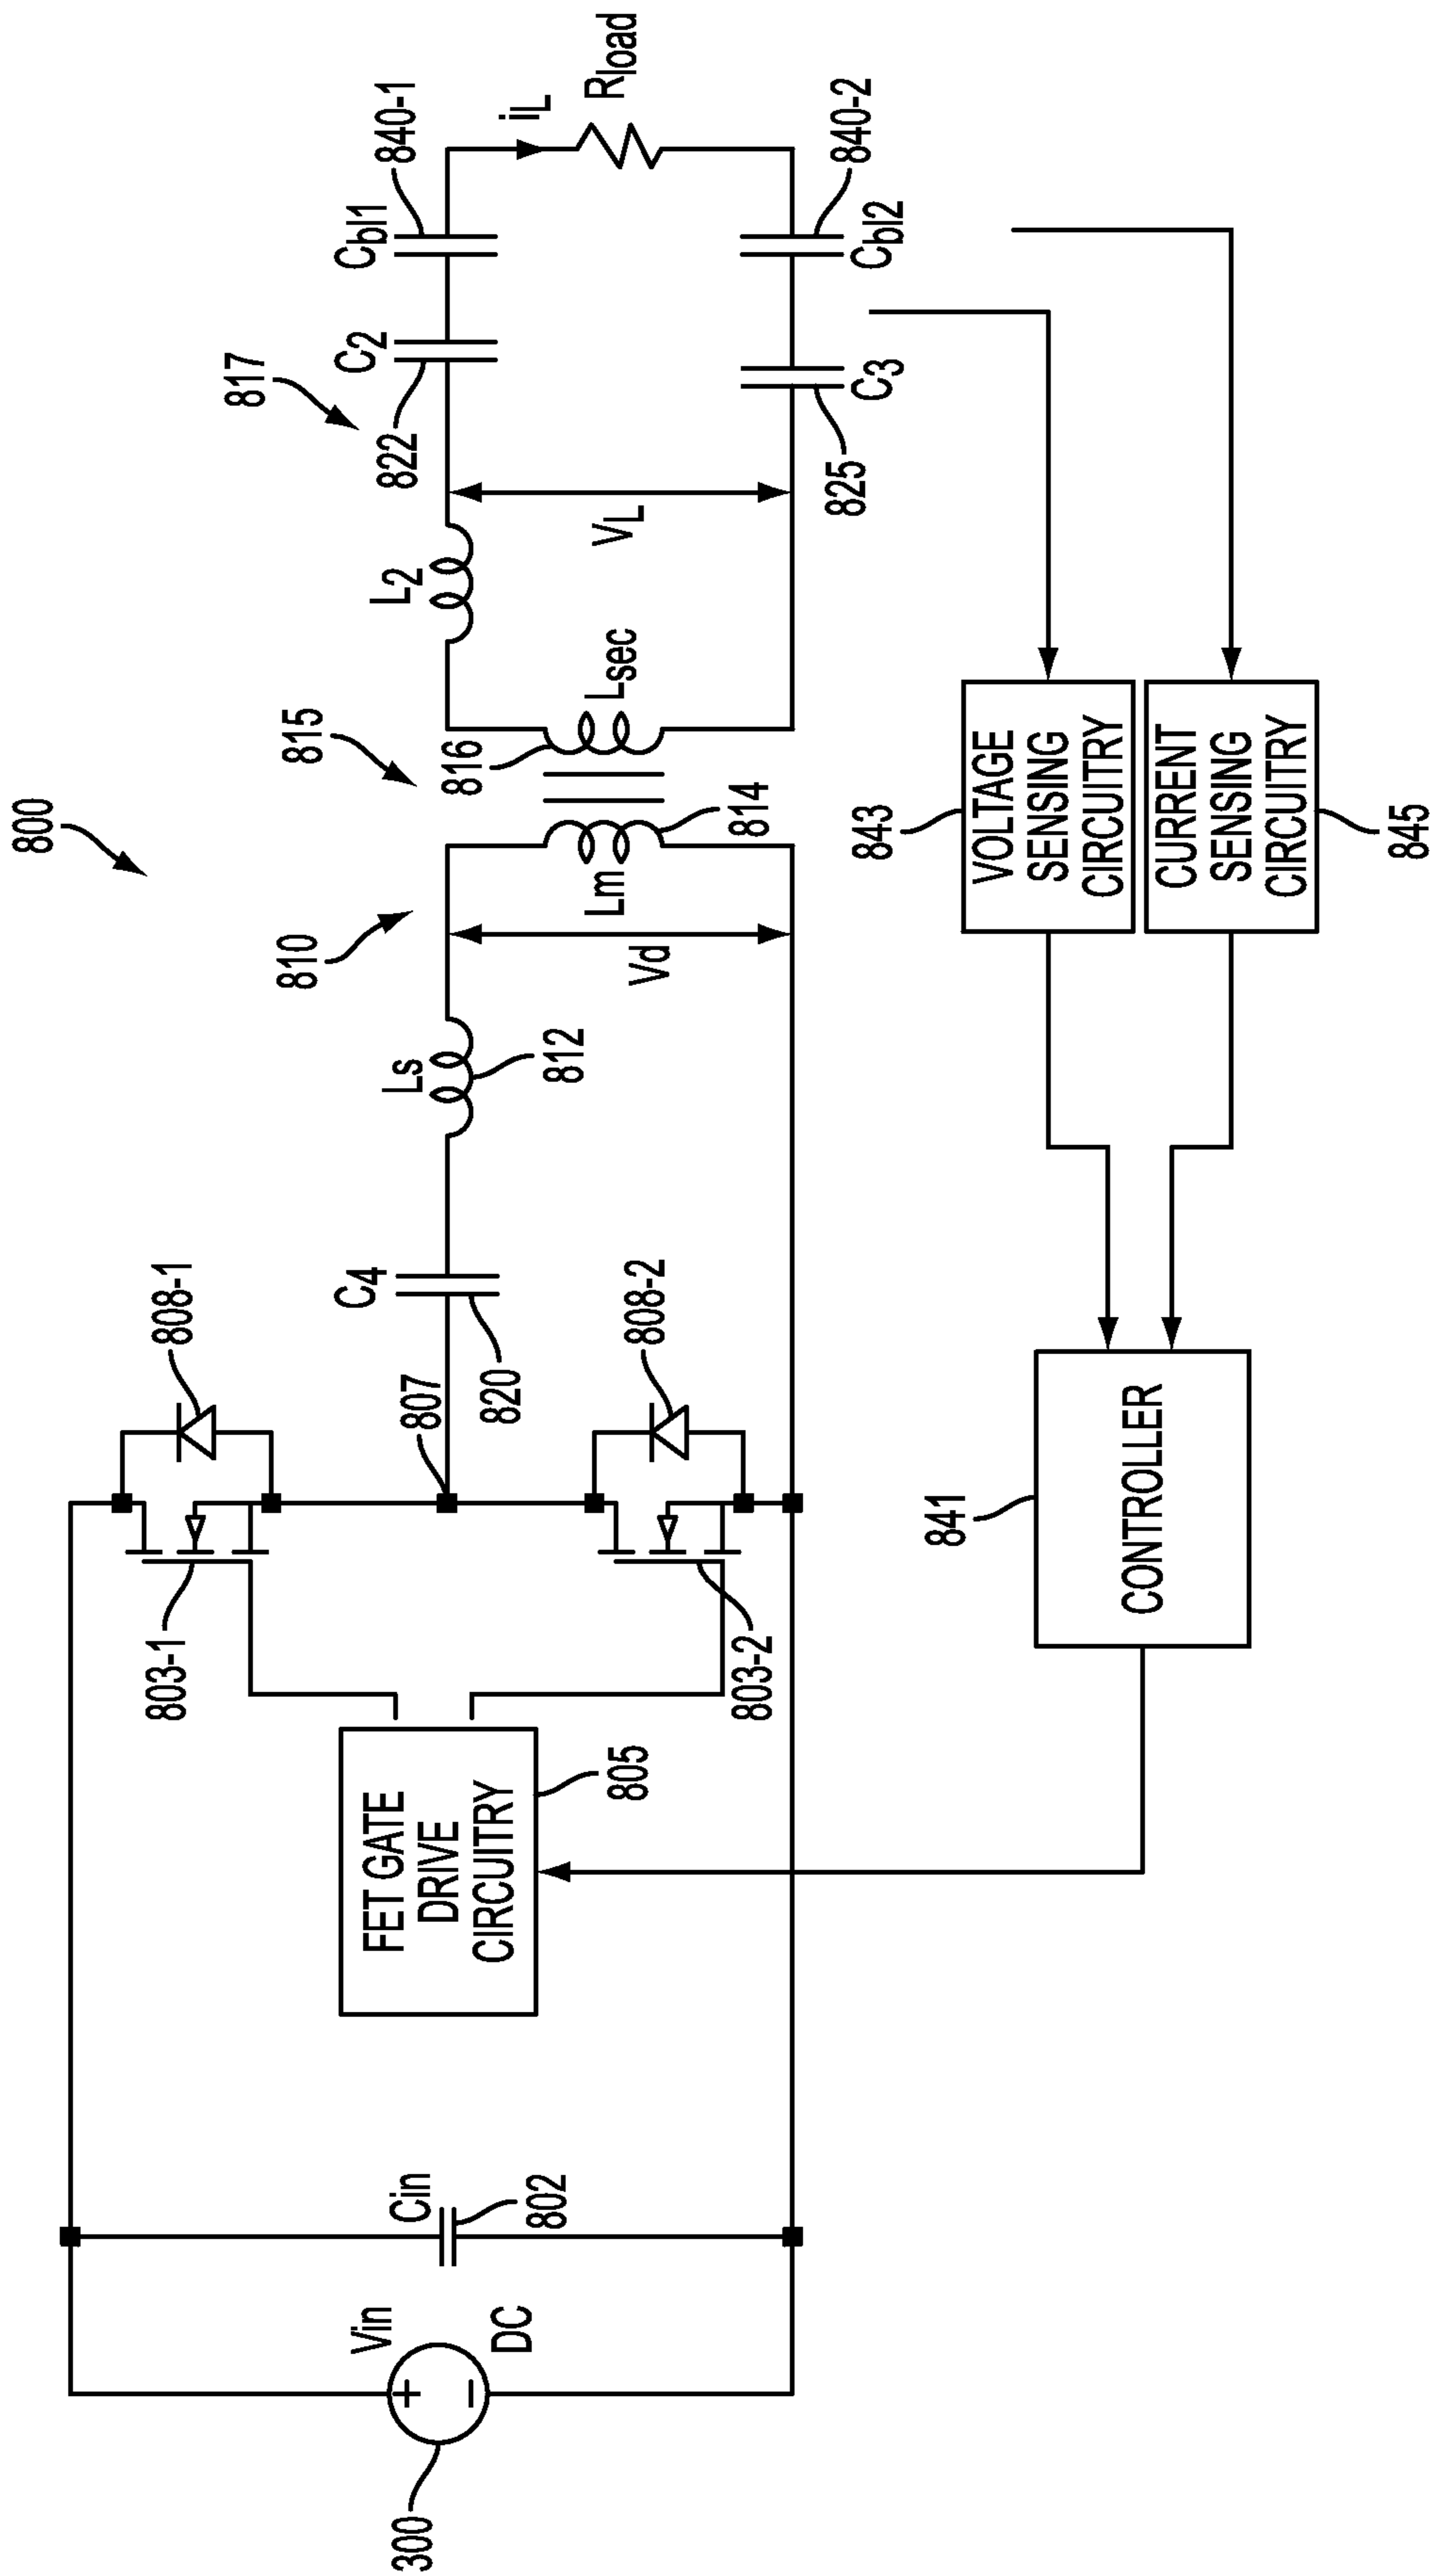 800
300
Vin
DC
Cin
802
FET GATE
DRIVE
CIRCUITRY
805
803-1
808-1
803-2
808-2
807
C4
820
Ls
812
810
Vd
Lm
814
815
816
Lsec
L2
VL
817
C2
822
Cbl1
840-1
iL
Rload
C3
825
Cbl2
840-2
VOLTAGE
SENSING
CIRCUITRY
843
CURRENT
SENSING
CIRCUITRY
845
CONTROLLER
841